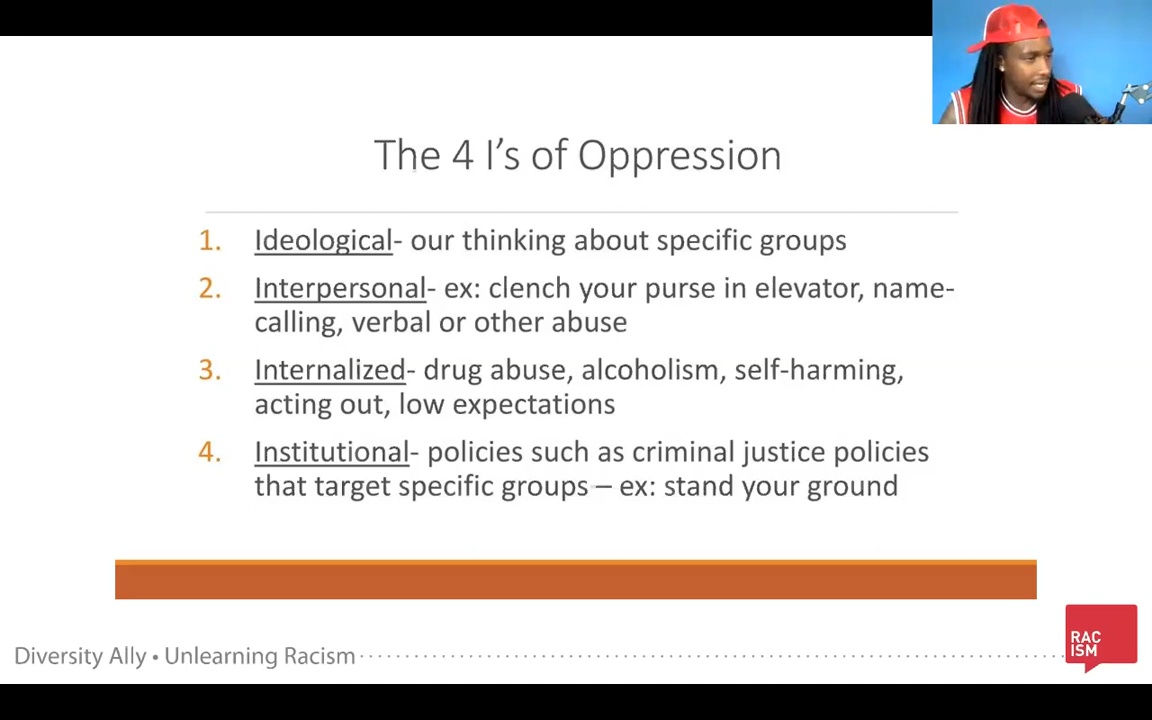 The 4 I’s of Oppression
1. Ideological- our thinking about specific groups
2. Interpersonal- ex: clench your purse in elevator, name-
calling, verbal or other abuse
3. Internalized- drug abuse, alcoholism, self-harming,
acting out, low expectations
4. Institutional- policies such as criminal justice policies
that target specific groups – ex: stand your ground
RAC
ISM
Diversity Ally • Unlearning Racism